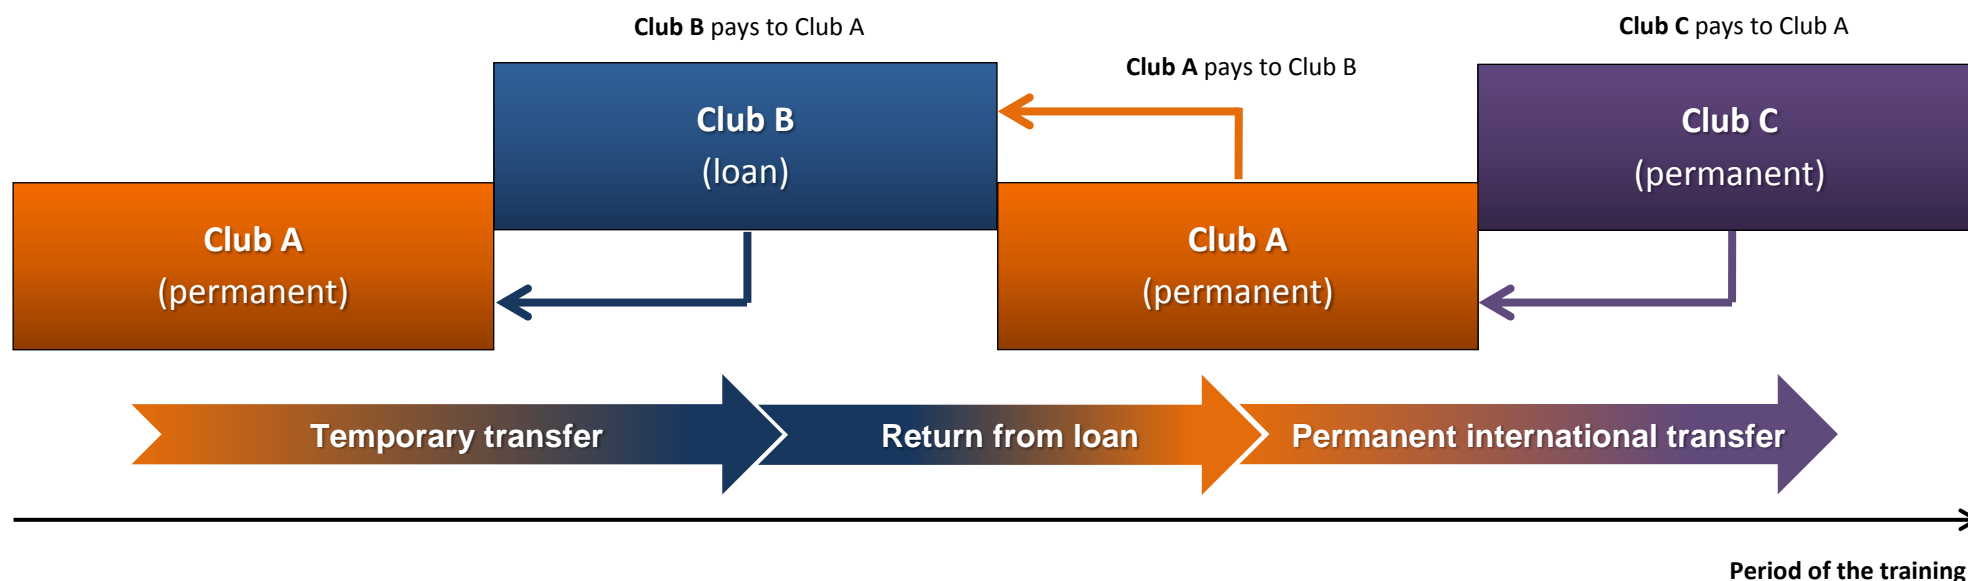 Club B pays to Club A
Club C pays to Club A
Club A pays to Club B
Club B
(loan)
Club C
(permanent)
Club A
(permanent)
Club A
(permanent)
Temporary transfer
Return from loan
Permanent international transfer
Period of the training